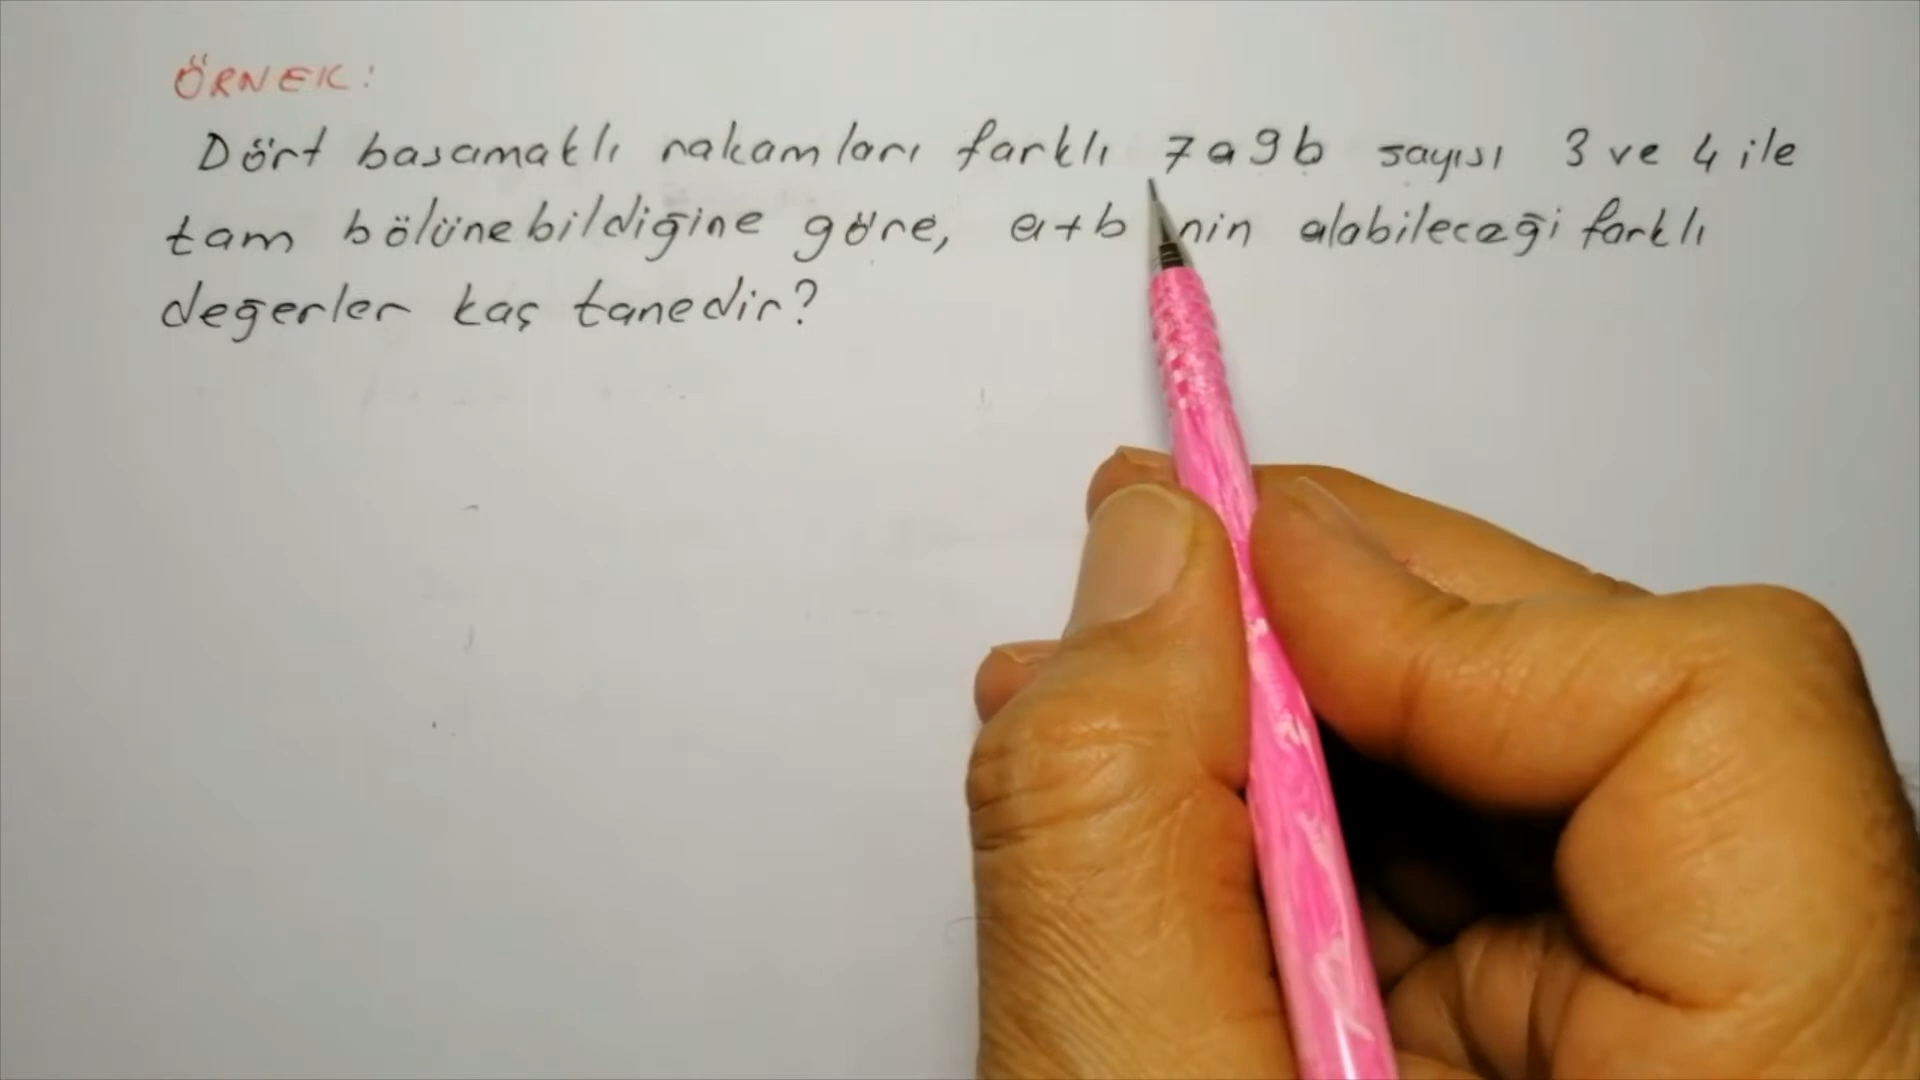 ÖRNEK:
Dört basamaklı rakamları farklı 7a9b sayısı 3 ve 4 ile
tam bölünebildiğine göre, a+b nin alabileceği farklı
değerler kaç tanedir?